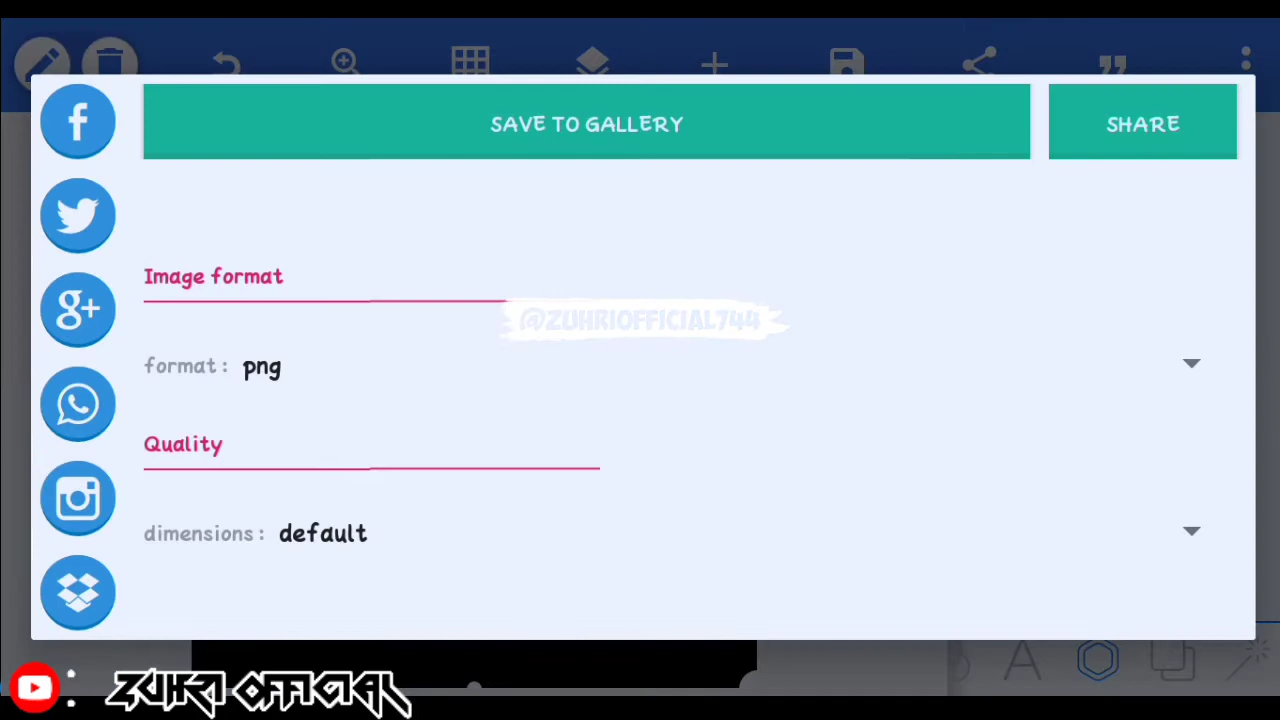 SAVE TO GALLERY
SHARE
Image format
@ZUHRIOFFICIAL744
format: png
Quality
dimensions: default
: ZUHRI OFFICIAL